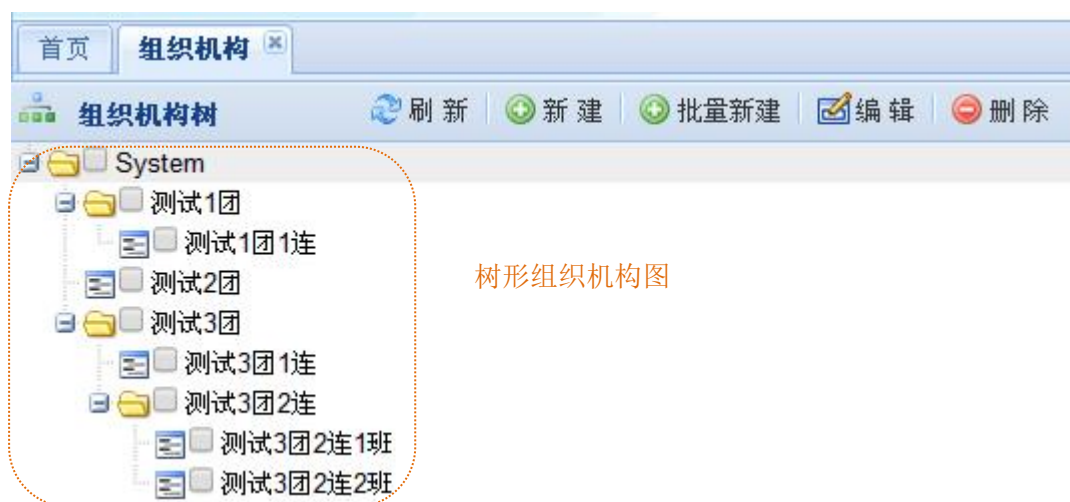 首页 组织机构
组织机构树 刷 新 新 建 批量新建 编 辑 删 除
System
测试1团
测试1团1连
测试2团
树形组织机构图
测试3团
测试3团1连
测试3团2连
测试3团2连1班
测试3团2连2班